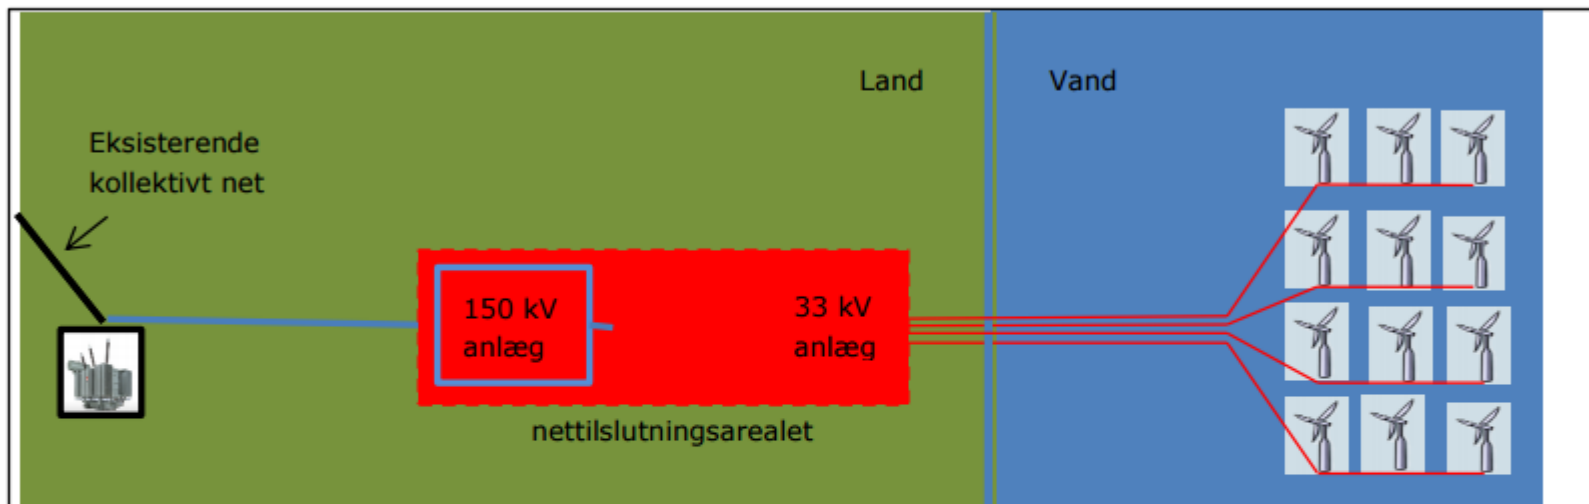 Land
Vand
Eksisterende
kollektivt net
150 kV
anlæg
33 kV
anlæg
nettilslutningsarealet